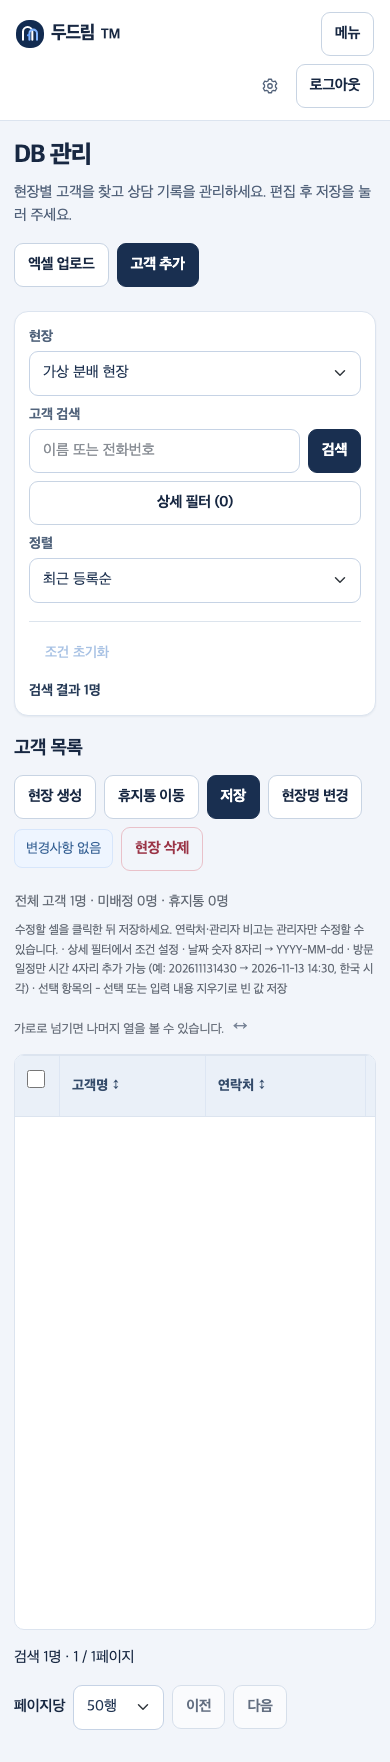 두드림 TM
메뉴
로그아웃
DB 관리
현장별 고객을 찾고 상담 기록을 관리하세요. 편집 후 저장을 눌
러 주세요.
엑셀 업로드
고객 추가
현장
가상 분배 현장
고객 검색
이름 또는 전화번호
검색
상세 필터 (0)
정렬
최근 등록순
조건 초기화
검색 결과 1명
고객 목록
현장 생성
휴지통 이동
저장
현장명 변경
변경사항 없음
현장 삭제
전체 고객 1명 · 미배정 0명 · 휴지통 0명
수정할 셀을 클릭한 뒤 저장하세요. 연락처·관리자 비고는 관리자만 수정할 수
있습니다. · 상세 필터에서 조건 설정 · 날짜 숫자 8자리 → YYYY-MM-dd · 방문
일정만 시간 4자리 추가 가능 (예: 202611131430 → 2026-11-13 14:30, 한국 시
각) · 선택 항목의 - 선택 또는 입력 내용 지우기로 빈 값 저장
가로로 넘기면 나머지 열을 볼 수 있습니다. ↔
고객명 ↕
연락처 ↕
검색 1명 · 1 / 1페이지
페이지당
50행
이전
다음